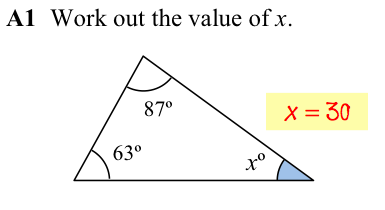 A1 Work out the value of x.
87°
x = 30
63°
x°